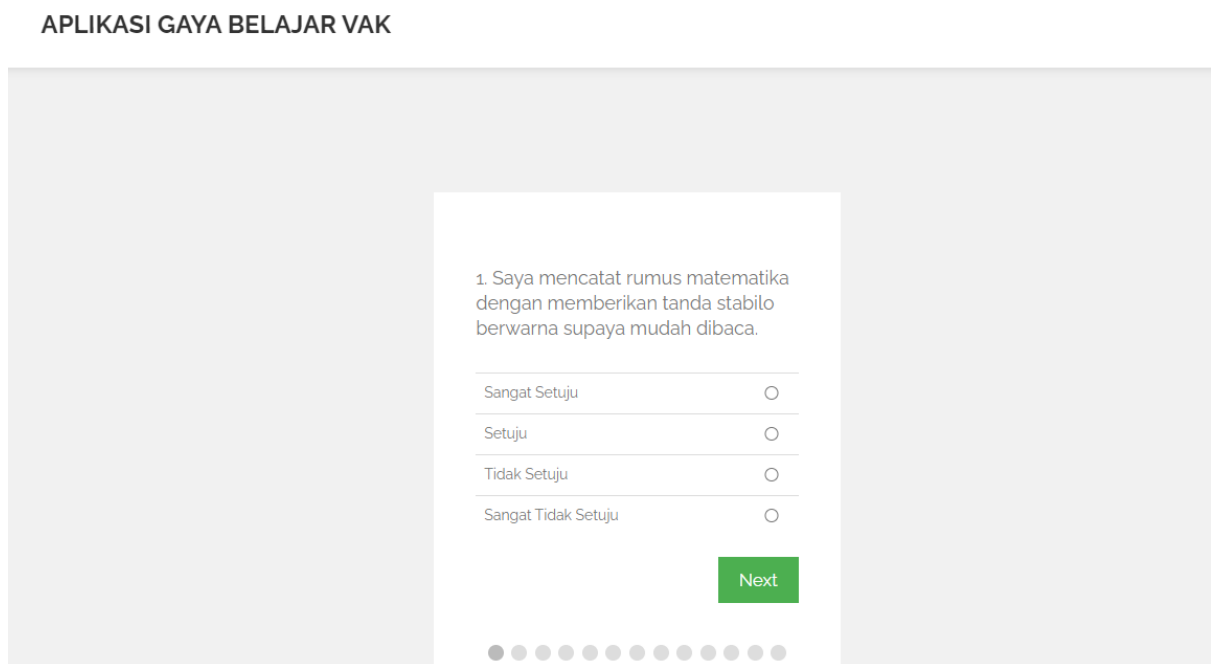 APLIKASI GAYA BELAJAR VAK
1. Saya mencatat rumus matematika
dengan memberikan tanda stabilo
berwarna supaya mudah dibaca.
Sangat Setuju
Setuju
Tidak Setuju
Sangat Tidak Setuju
Next